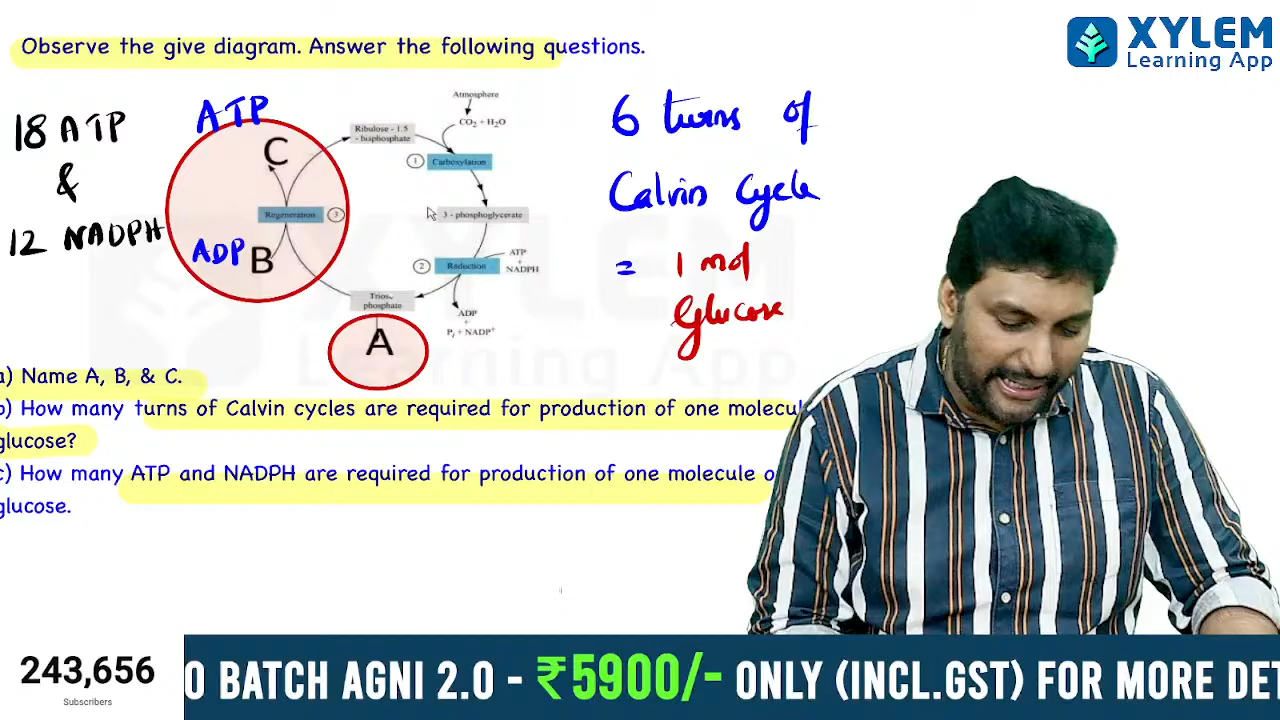 Observe the give diagram. Answer the following questions.
XYLEM
Learning App
18 ATP
&
12 NADPH
ATP
C
Regeneration
3
ADP
B
Atmosphere
CO₂ + H₂O
Ribulose - 1,5
- bisphosphate
1
Carboxylation
3 - phosphoglycerate
ATP
+
NADPH
2
Reduction
Triose
phosphate
ADP
+
Pᵢ + NADP⁺
A
6 turns of
Calvin Cycle
= 1 mol
Glucose
XYLEM
Learning App
a) Name A, B, & C.
b) How many turns of Calvin cycles are required for production of one molecul
glucose?
c) How many ATP and NADPH are required for production of one molecule o
glucose.
243,656
Subscribers
O BATCH AGNI 2.0 - ₹5900/- ONLY (INCL.GST) FOR MORE DET